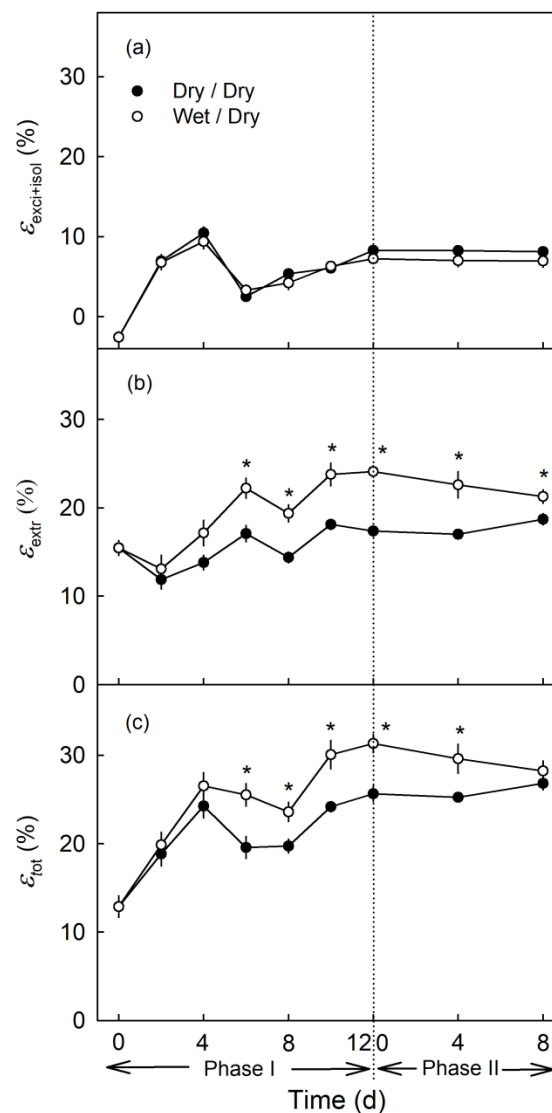 (a)
Dry / Dry
Wet / Dry
30
20
10
0
εexci+isol (%)
(b)
* * * * * *
30
20
10
0
εextr (%)
(c)
* * * * *
30
20
10
0
εtot (%)
0 4 8 12 0 4 8
Phase I Phase II
Time (d)